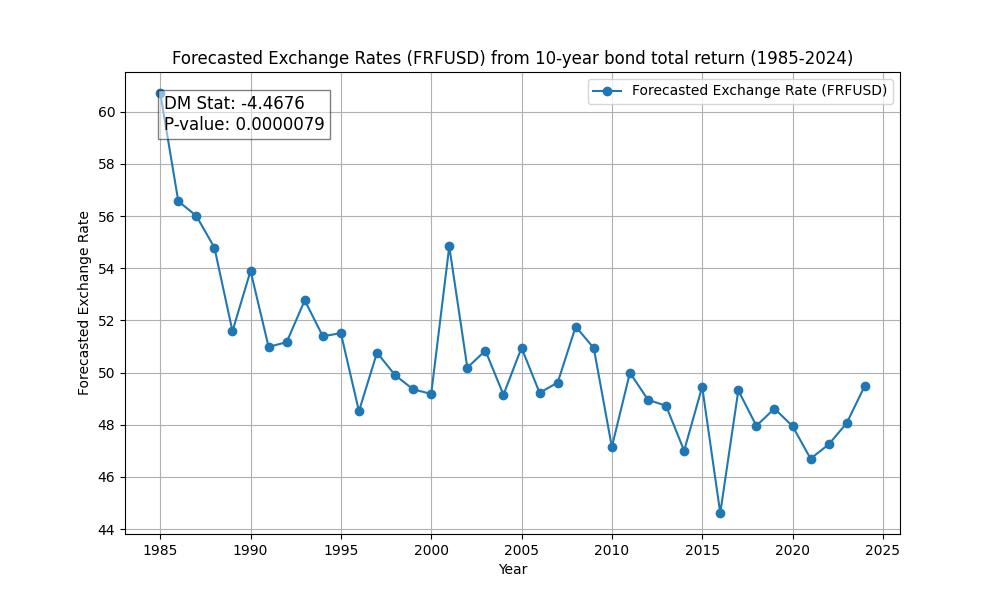 Forecasted Exchange Rates (FRFUSD) from 10-year bond total return (1985-2024)
DM Stat: -4.4676
P-value: 0.0000079
Forecasted Exchange Rate (FRFUSD)
Forecasted Exchange Rate
60
58
56
54
52
50
48
46
44
1985 1990 1995 2000 2005 2010 2015 2020 2025
Year